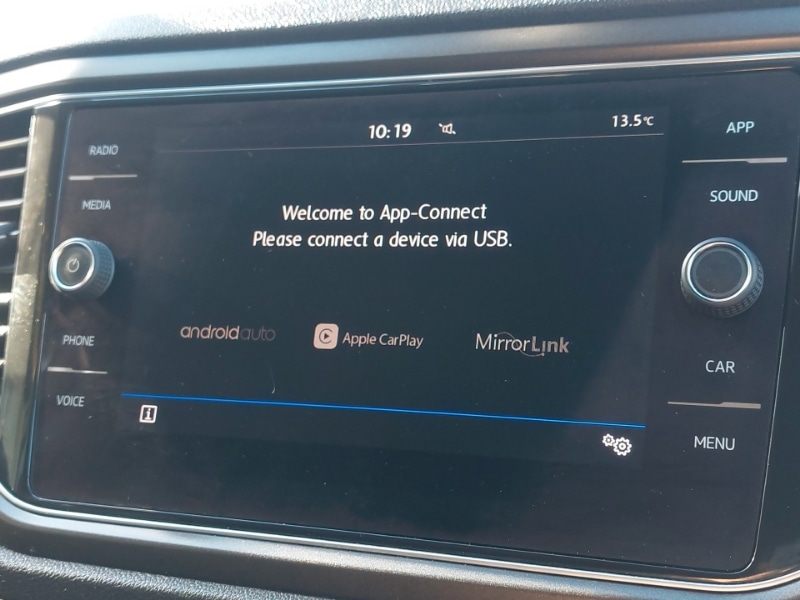 10:19
13.5°C
RADIO
MEDIA
PHONE
VOICE
Welcome to App-Connect
Please connect a device via USB.
androidauto
Apple CarPlay
MirrorLink
i
APP
SOUND
CAR
MENU